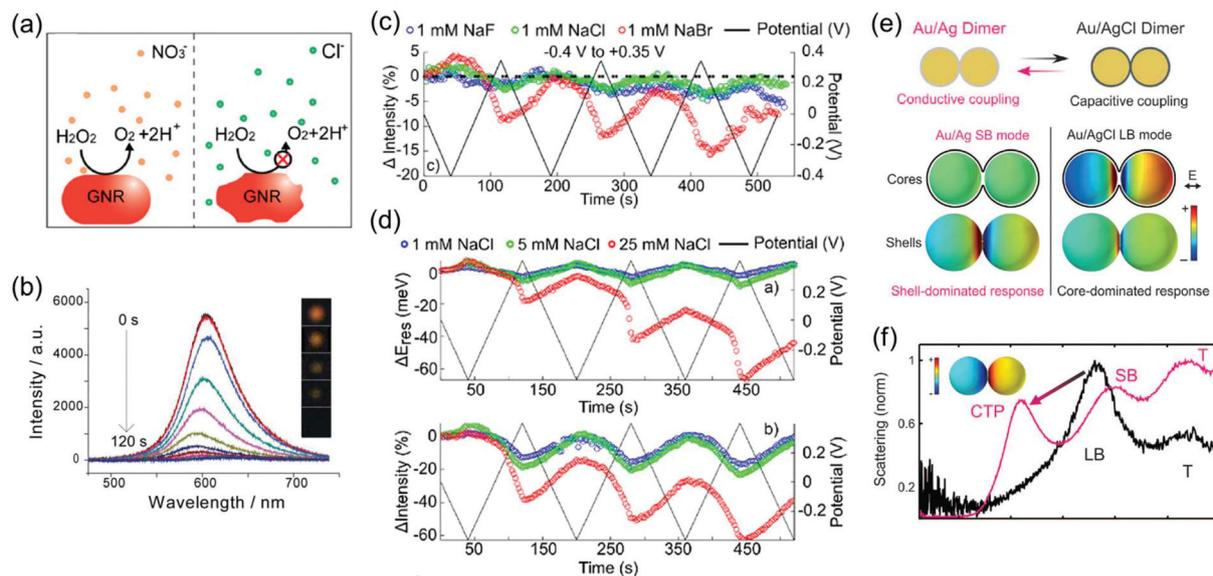 (a)
NO₃⁻
Cl⁻
H₂O₂ O₂ +2H⁺
H₂O₂ O₂+2H⁺
GNR
GNR
(b)
6000
4000
2000
0
Intensity / a.u.
0 s
120 s
500 600 700
Wavelength / nm
(c)
1 mM NaF 1 mM NaCl 1 mM NaBr Potential (V)
-0.4 V to +0.35 V
Δ Intensity (%)
5
0
-5
-10
-15
-20
0.4
0.2
0
-0.2
-0.4
Potential (V)
c)
0 100 200 300 400 500
Time (s)
(d)
1 mM NaCl 5 mM NaCl 25 mM NaCl Potential (V)
a)
ΔEres (meV)
0
-20
-40
-60
0.2
0
-0.2
Potential (V)
50 150 250 350 450
Time (s)
b)
ΔIntensity (%)
0
-20
-40
-60
0.2
0
-0.2
Potential (V)
50 150 250 350 450
Time (s)
(e)
Au/Ag Dimer Au/AgCl Dimer
Conductive coupling Capacitive coupling
Au/Ag SB mode Au/AgCl LB mode
Cores
E
+
−
Shells
Shell-dominated response Core-dominated response
(f)
Scattering (norm)
1
0.6
0.2
+
-
CTP
SB
T
LB
T